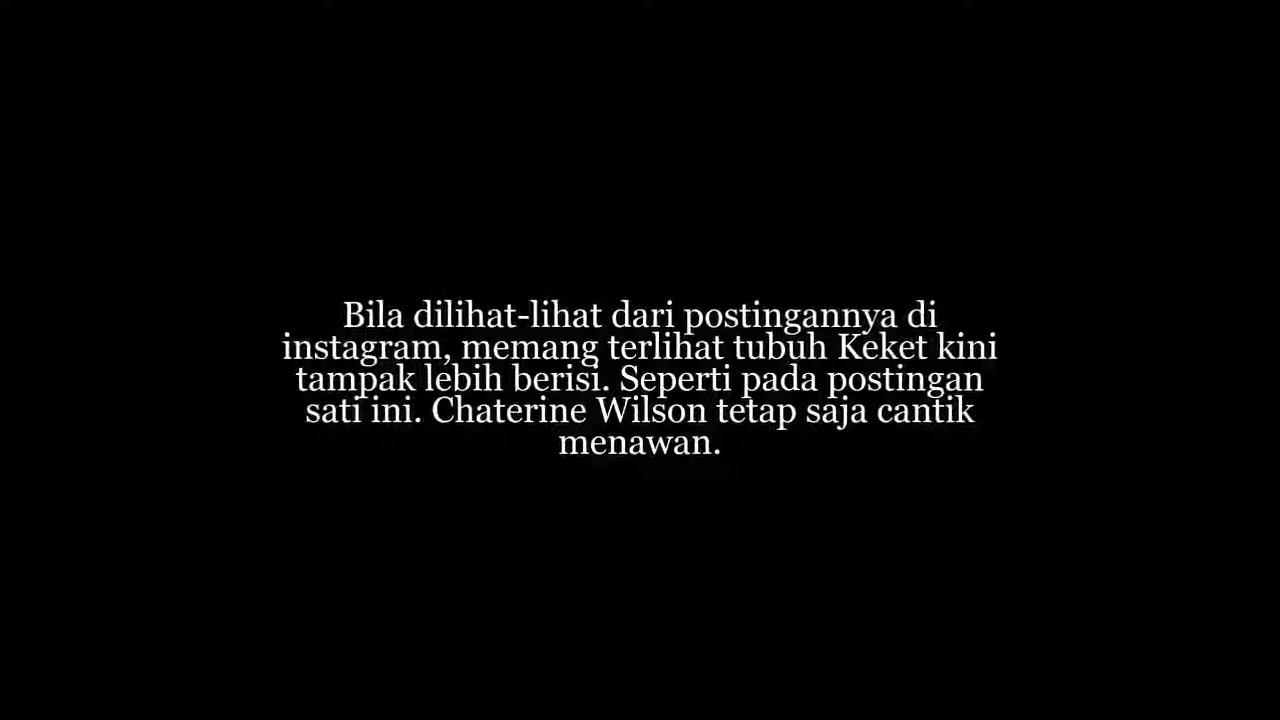 Bila dilihat-lihat dari postingannya di
instagram, memang terlihat tubuh Keket kini
tampak lebih berisi. Seperti pada postingan
sati ini. Chaterine Wilson tetap saja cantik
menawan.